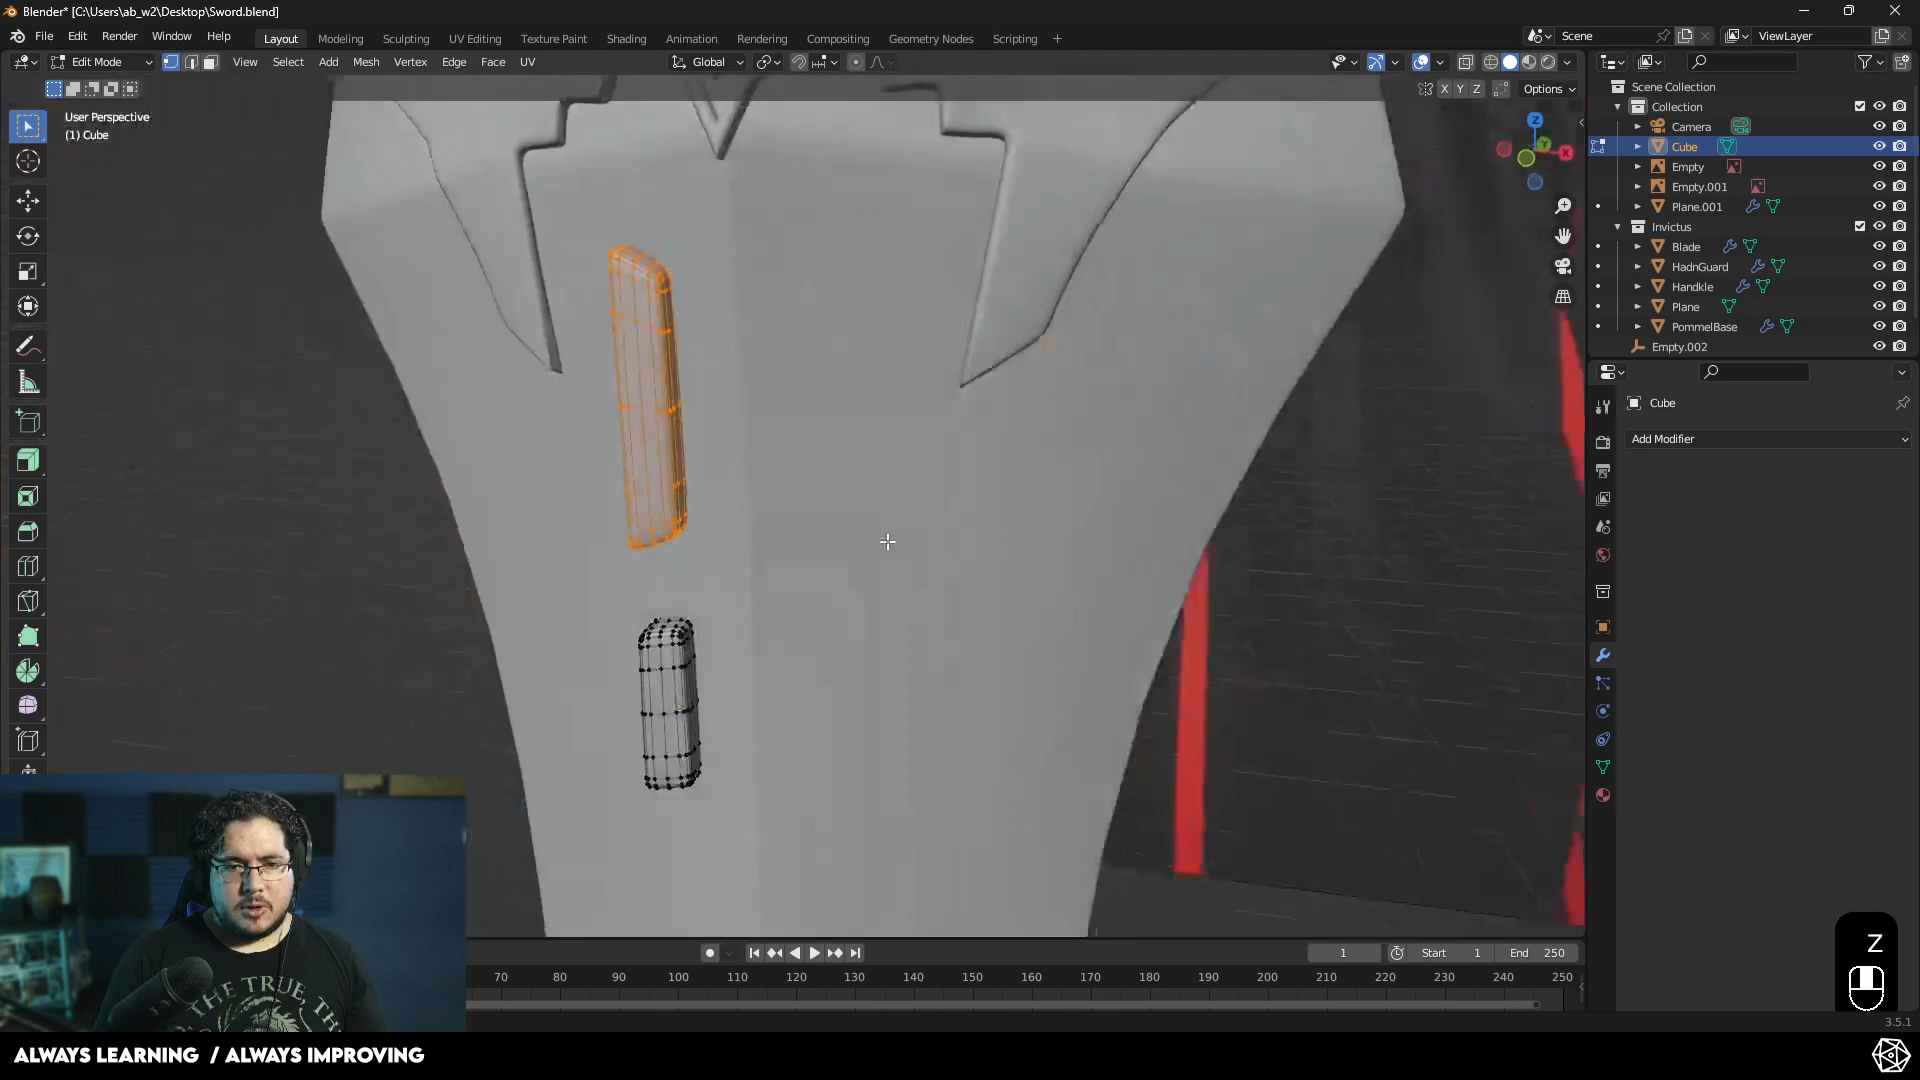 Blender* [C:\Users\ab_w2\Desktop\Sword.blend]
File Edit Render Window Help Layout Modeling Sculpting UV Editing Texture Paint Shading Animation Rendering Compositing Geometry Nodes Scripting + Scene ViewLayer
Edit Mode View Select Add Mesh Vertex Edge Face UV Global
X Y Z Options
User Perspective
(1) Cube
Z
Y
X
Scene Collection
Collection
Camera
Cube
Empty
Empty.001
Plane.001
Invictus
Blade
HadnGuard
Handkle
Plane
PommelBase
Empty.002
Cube
Add Modifier
1 Start 1 End 250
70 80 90 100 110 120 130 140 150 160 170 180 190 200 210 220 230 240 250
Z
3.5.1
THE TRUE, TH
ALWAYS LEARNING / ALWAYS IMPROVING